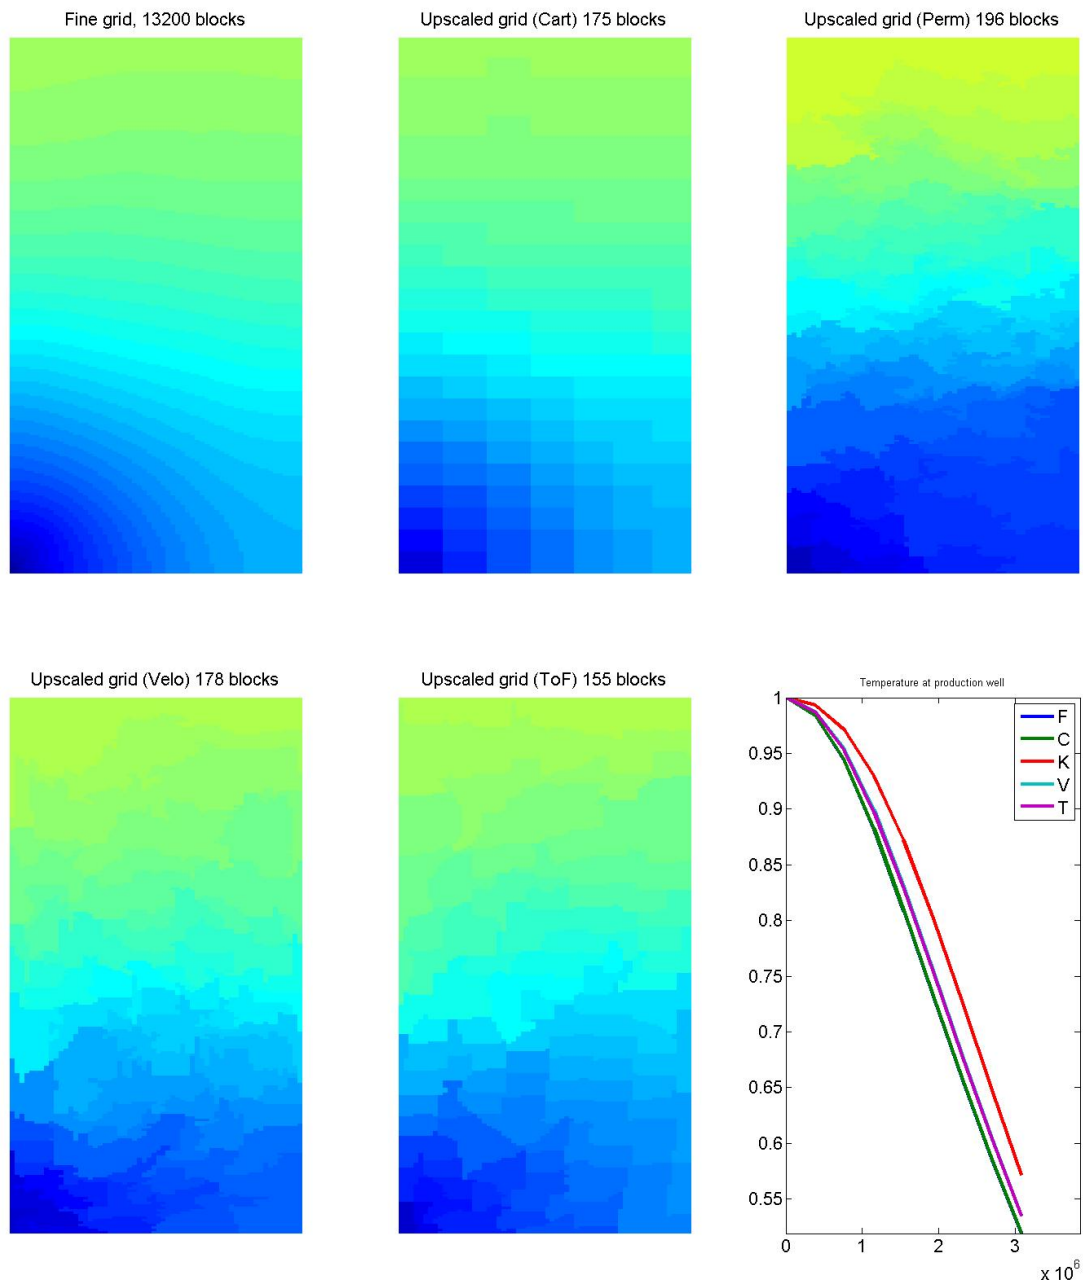 Fine grid, 13200 blocks
Upscaled grid (Cart) 175 blocks
Upscaled grid (Perm) 196 blocks
Upscaled grid (Velo) 178 blocks
Upscaled grid (ToF) 155 blocks
Temperature at production well
1
0.95
0.9
0.85
0.8
0.75
0.7
0.65
0.6
0.55
F
C
K
V
T
0 1 2 3
x 10^6